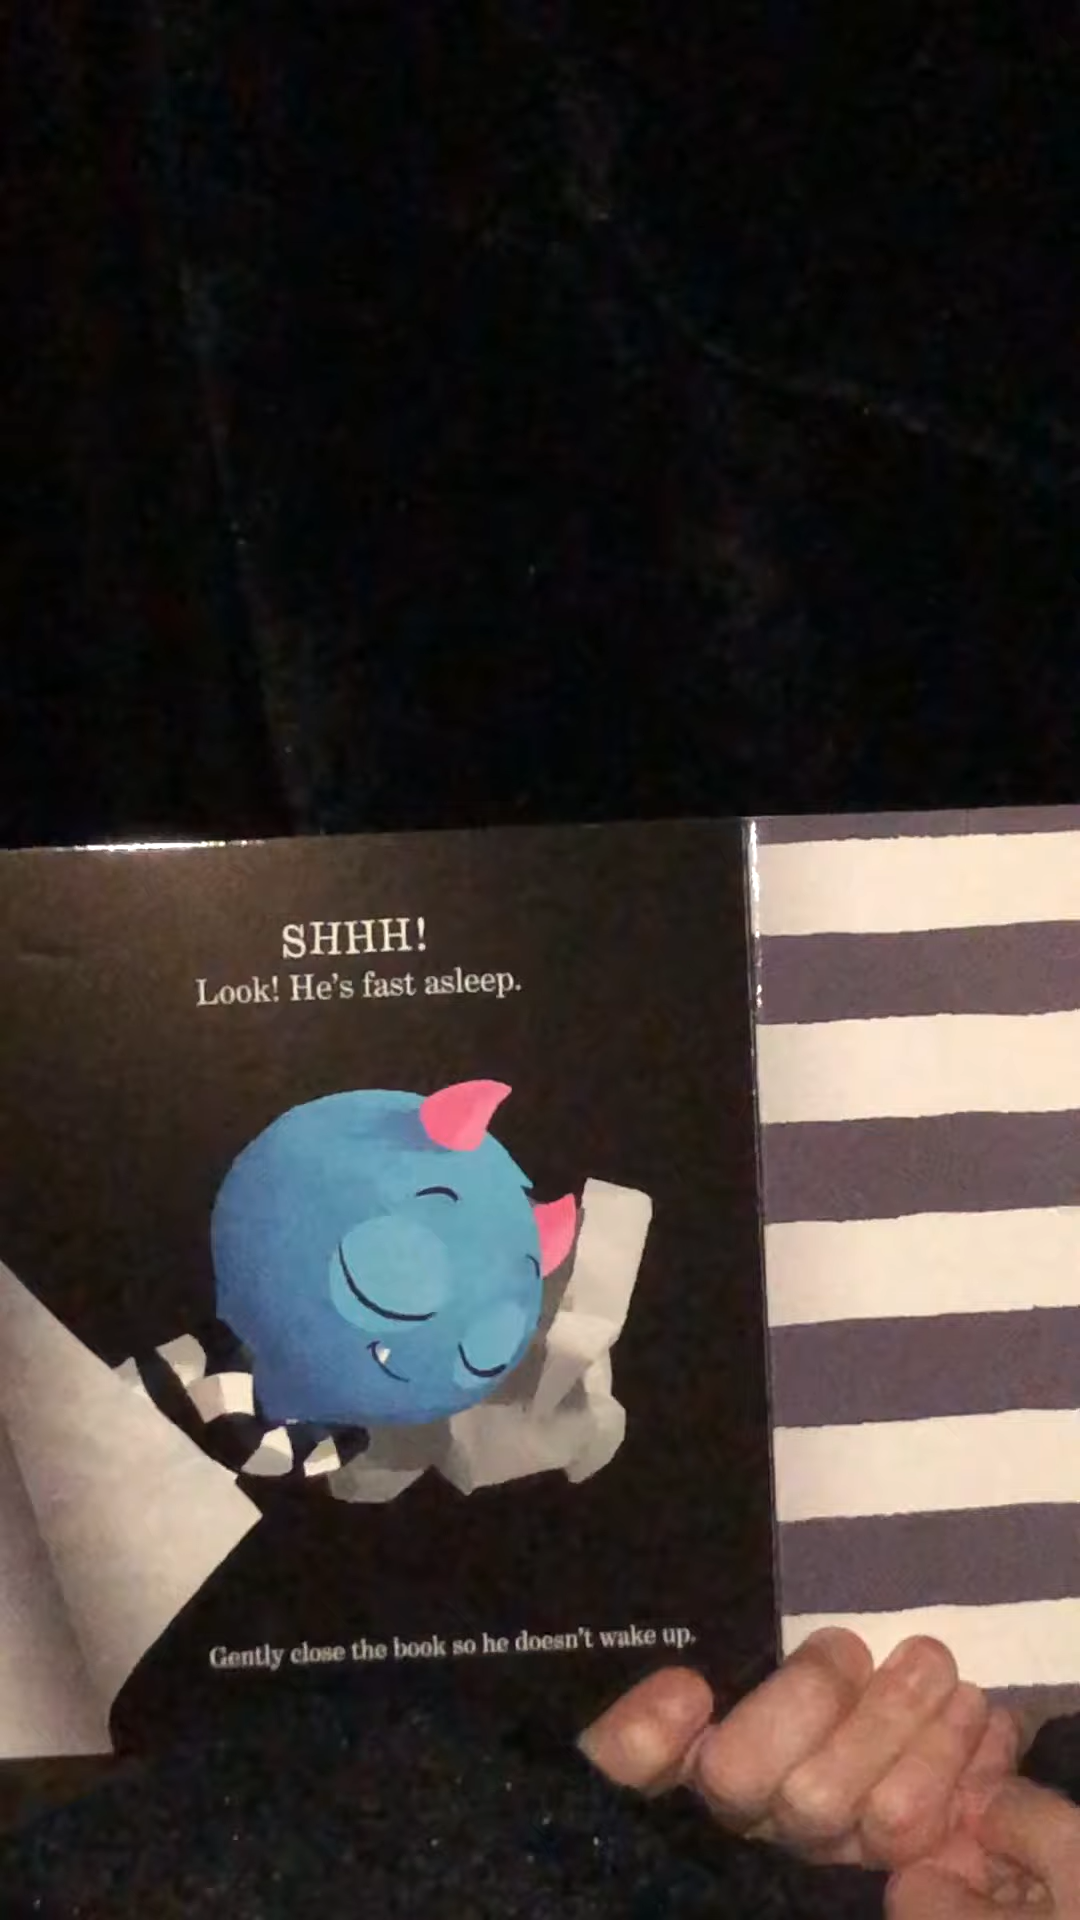 SHHH!
Look! He's fast asleep.
Gently close the book so he doesn't wake up.